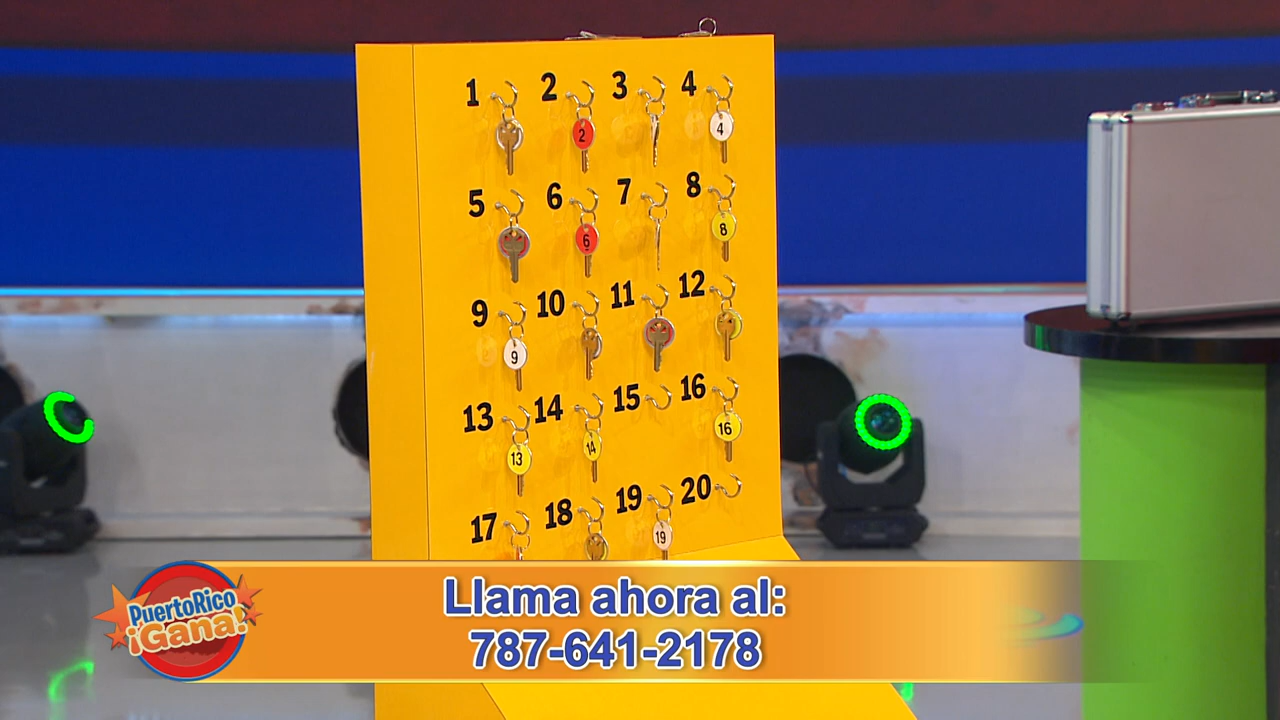 1 2 3 4
2 4
5 6 7 8
6 8
9 10 11 12
9
13 14 15 16
13 14 16
17 18 19 20
19
PuertoRico
¡Gana!
Llama ahora al:
787-641-2178